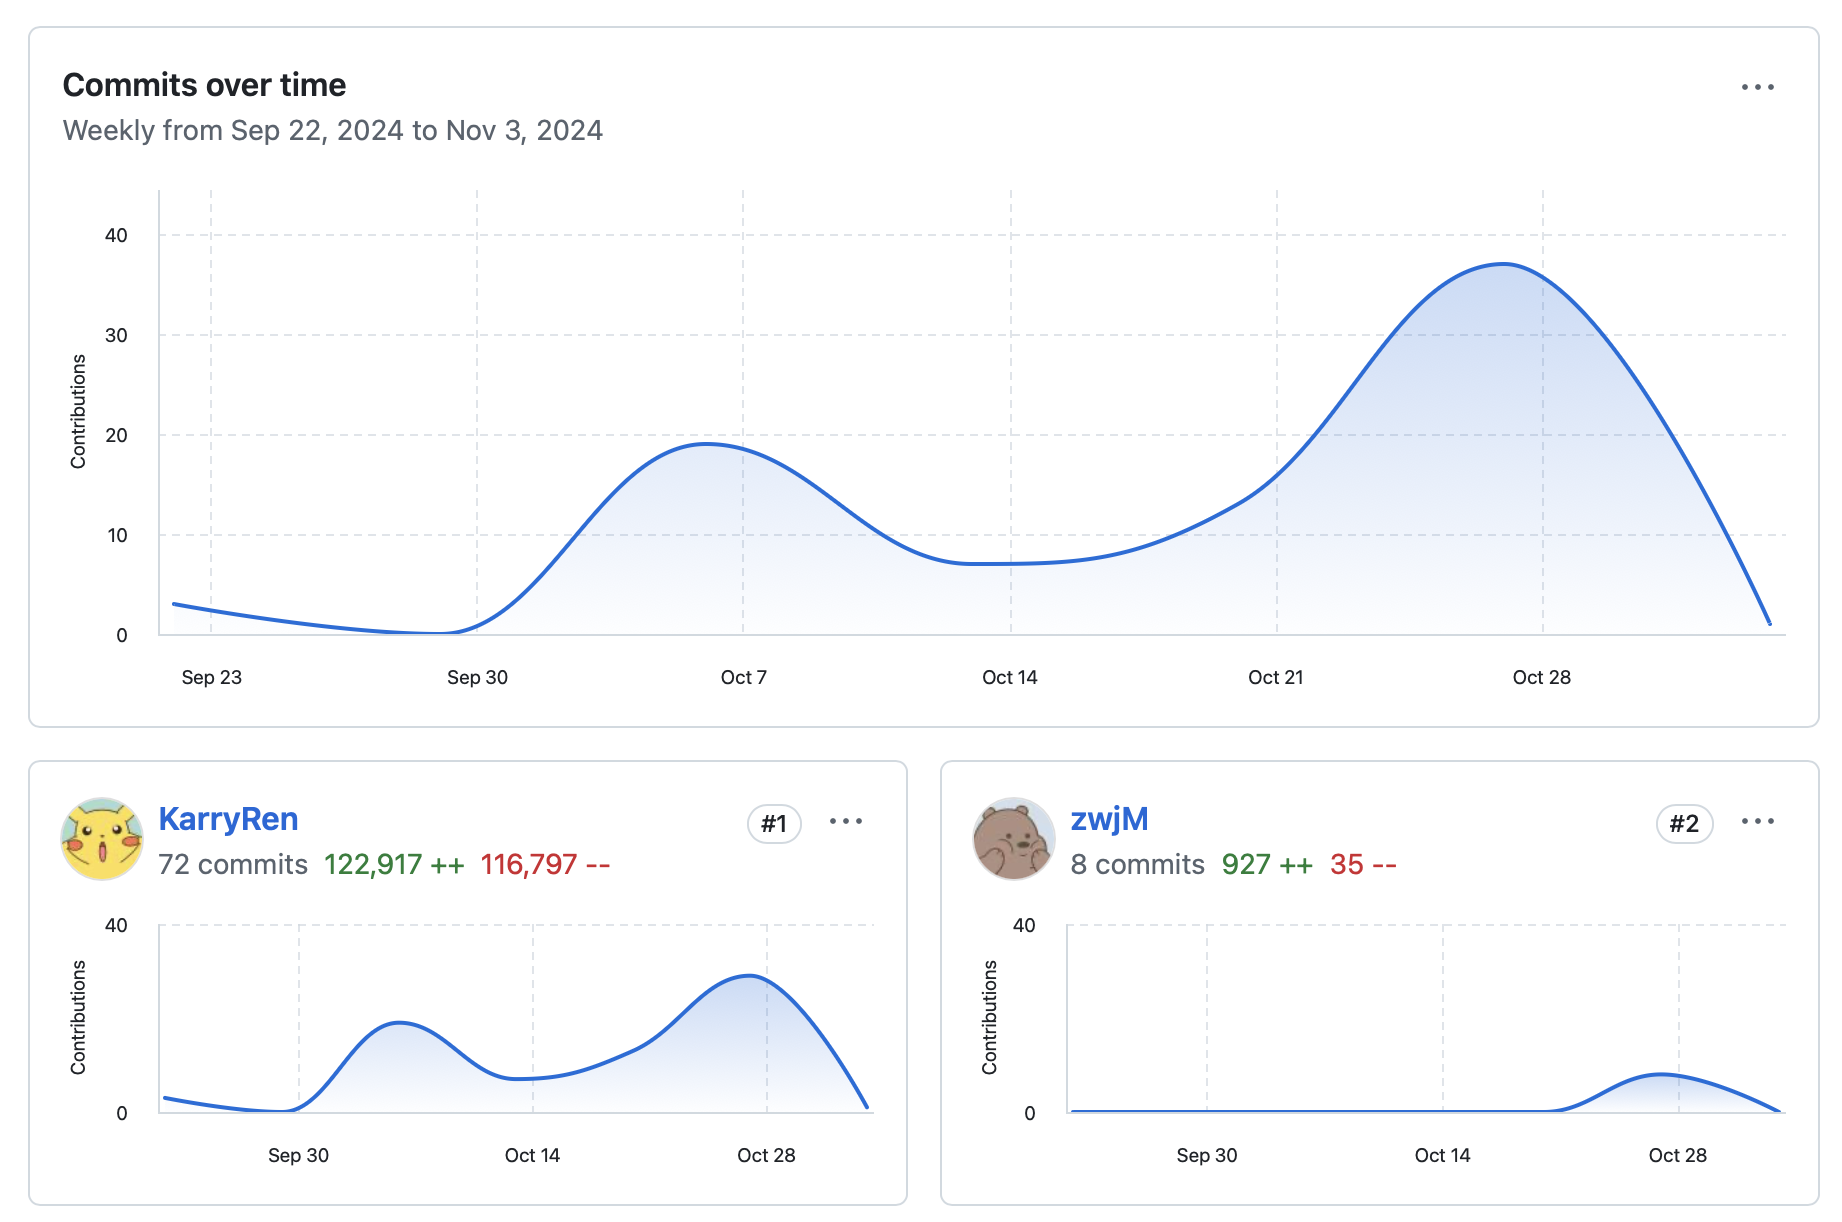 Commits over time
Weekly from Sep 22, 2024 to Nov 3, 2024
Contributions
40
30
20
10
0
Sep 23 Sep 30 Oct 7 Oct 14 Oct 21 Oct 28
KarryRen
#1
72 commits 122,917 ++ 116,797 --
Contributions
40
0
Sep 30 Oct 14 Oct 28
zwjM
#2
8 commits 927 ++ 35 --
Contributions
40
0
Sep 30 Oct 14 Oct 28